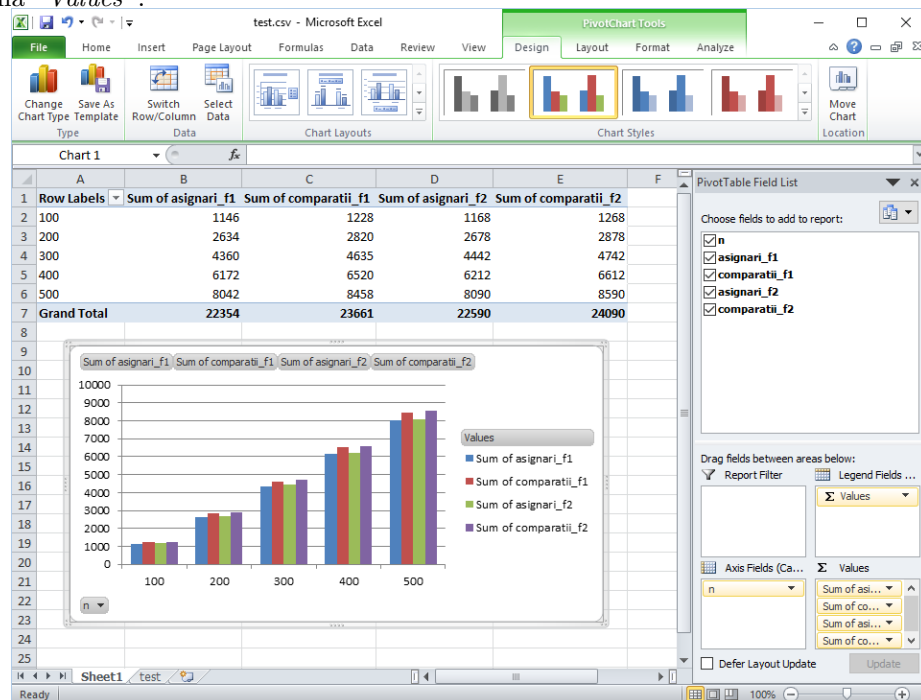 "Values".
test.csv - Microsoft Excel
PivotChart Tools
File Home Insert Page Layout Formulas Data Review View Design Layout Format Analyze
Change Chart Type
Save As Template
Switch Row/Column
Select Data
Move Chart
Type Data Chart Layouts Chart Styles Location
Chart 1 fx
A B C D E F
1 Row Labels Sum of asignari_f1 Sum of comparatii_f1 Sum of asignari_f2 Sum of comparatii_f2
2 100 1146 1228 1168 1268
3 200 2634 2820 2678 2878
4 300 4360 4635 4442 4742
5 400 6172 6520 6212 6612
6 500 8042 8458 8090 8590
7 Grand Total 22354 23661 22590 24090
8
9
10
11
12
13
14
15
16
17
18
19
20
21
22
23
24
25
Sum of asignari_f1 Sum of comparatii_f1 Sum of asignari_f2 Sum of comparatii_f2
10000
9000
8000
7000
6000
5000
4000
3000
2000
1000
0
100 200 300 400 500
n
Values
Sum of asignari_f1
Sum of comparatii_f1
Sum of asignari_f2
Sum of comparatii_f2
PivotTable Field List
Choose fields to add to report:
n
asignari_f1
comparatii_f1
asignari_f2
comparatii_f2
Drag fields between areas below:
Report Filter Legend Fields ...
Σ Values
Axis Fields (Ca... Σ Values
n Sum of asi...
Sum of co...
Sum of asi...
Sum of co...
Defer Layout Update Update
Sheet1 test
Ready 100%